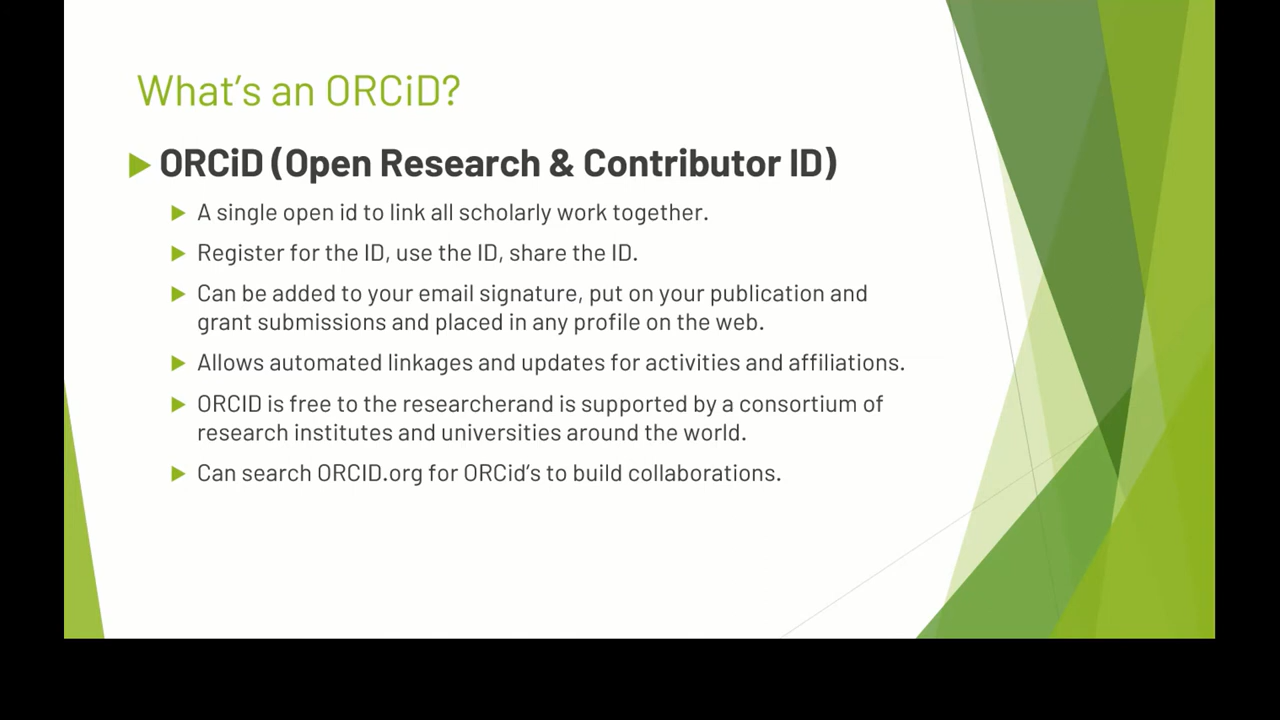 What's an ORCiD?
ORCiD (Open Research & Contributor ID)
A single open id to link all scholarly work together.
Register for the ID, use the ID, share the ID.
Can be added to your email signature, put on your publication and
grant submissions and placed in any profile on the web.
Allows automated linkages and updates for activities and affiliations.
ORCID is free to the researcherand is supported by a consortium of
research institutes and universities around the world.
Can search ORCID.org for ORCid's to build collaborations.